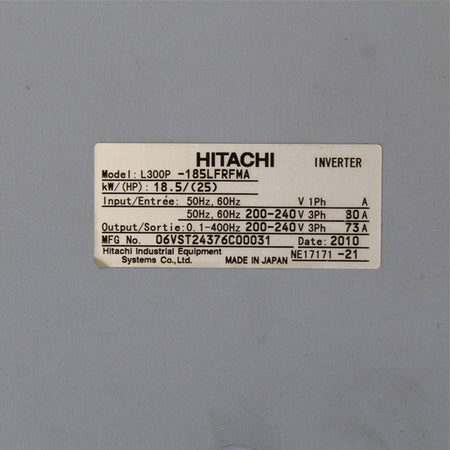 HITACHI INVERTER
Model: L300P -185LFRFMA
kW/(HP): 18.5/(25)
Input/Entrée: 50Hz, 60Hz V 1Ph A
50Hz, 60Hz 200-240 V 3Ph 80 A
Output/Sortie: 0.1-400Hz 200-240 V 3Ph 73 A
MFG No. 06VST24376C00031 Date: 2010
Hitachi Industrial Equipment
Systems Co., Ltd. MADE IN JAPAN NE17171 -21